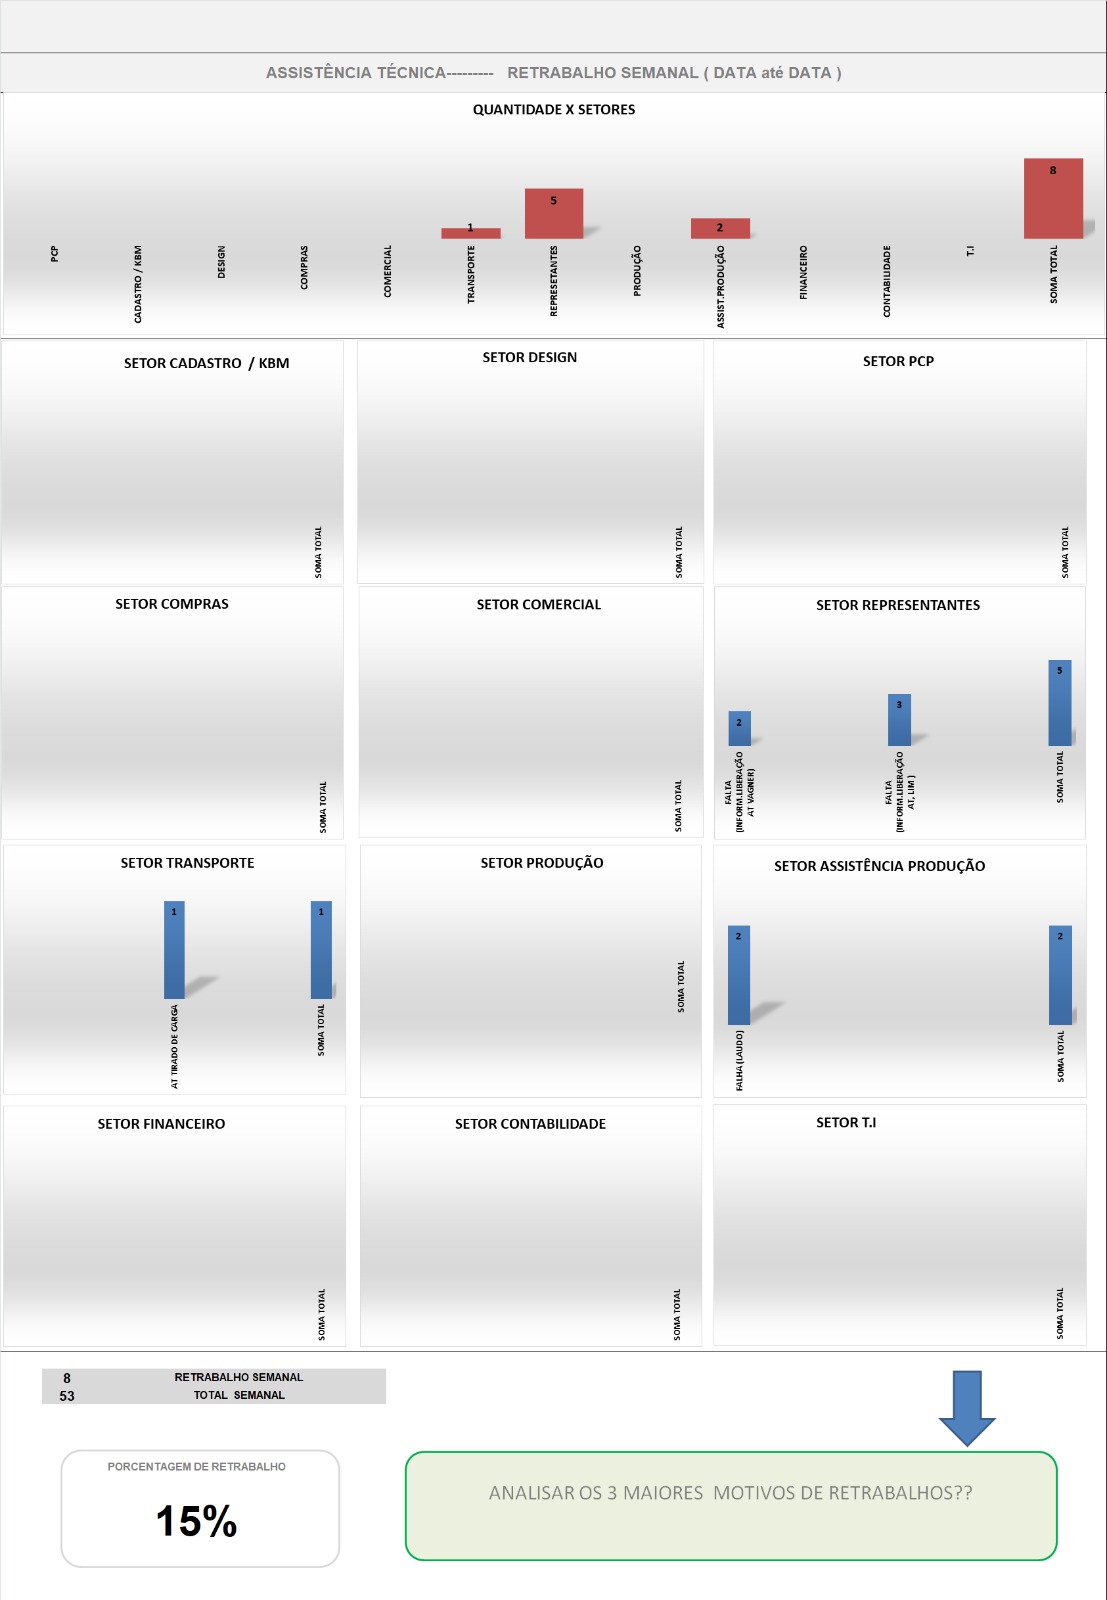 ASSISTÊNCIA TÉCNICA--------- RETRABALHO SEMANAL ( DATA até DATA )
QUANTIDADE X SETORES
1
5
2
8
PCP
CADASTRO / KBM
DESIGN
COMPRAS
COMERCIAL
TRANSPORTE
REPRESETANTES
PRODUÇÃO
ASSIST.PRODUÇÃO
FINANCEIRO
CONTABILIDADE
T.I
SOMA TOTAL
SETOR CADASTRO / KBM
SOMA TOTAL
SETOR DESIGN
SOMA TOTAL
SETOR PCP
SOMA TOTAL
SETOR COMPRAS
SOMA TOTAL
SETOR COMERCIAL
SOMA TOTAL
SETOR REPRESENTANTES
2
3
5
FALTA
(INFORM.LIBERAÇÃO
AT VAGNER)
FALTA
(INFORM.LIBERAÇÃO
AT, LIM )
SOMA TOTAL
SETOR TRANSPORTE
1
1
AT TIRADO DE CARGA
SOMA TOTAL
SETOR PRODUÇÃO
SOMA TOTAL
SETOR ASSISTÊNCIA PRODUÇÃO
2
2
FALHA (LAUDO)
SOMA TOTAL
SETOR FINANCEIRO
SOMA TOTAL
SETOR CONTABILIDADE
SOMA TOTAL
SETOR T.I
SOMA TOTAL
8 RETRABALHO SEMANAL
53 TOTAL SEMANAL
PORCENTAGEM DE RETRABALHO
15%
ANALISAR OS 3 MAIORES MOTIVOS DE RETRABALHOS??